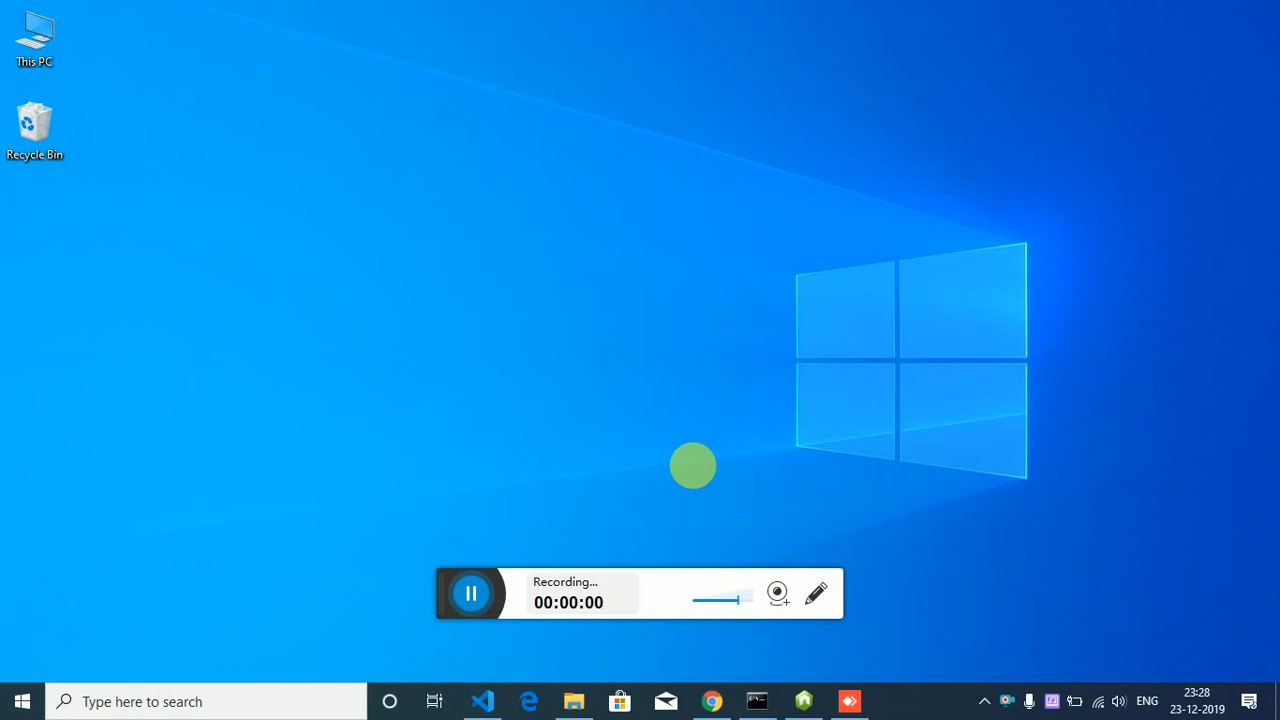 This PC
Recycle Bin
Recording...
00:00:00
Type here to search
ENG
23:28
23-12-2019